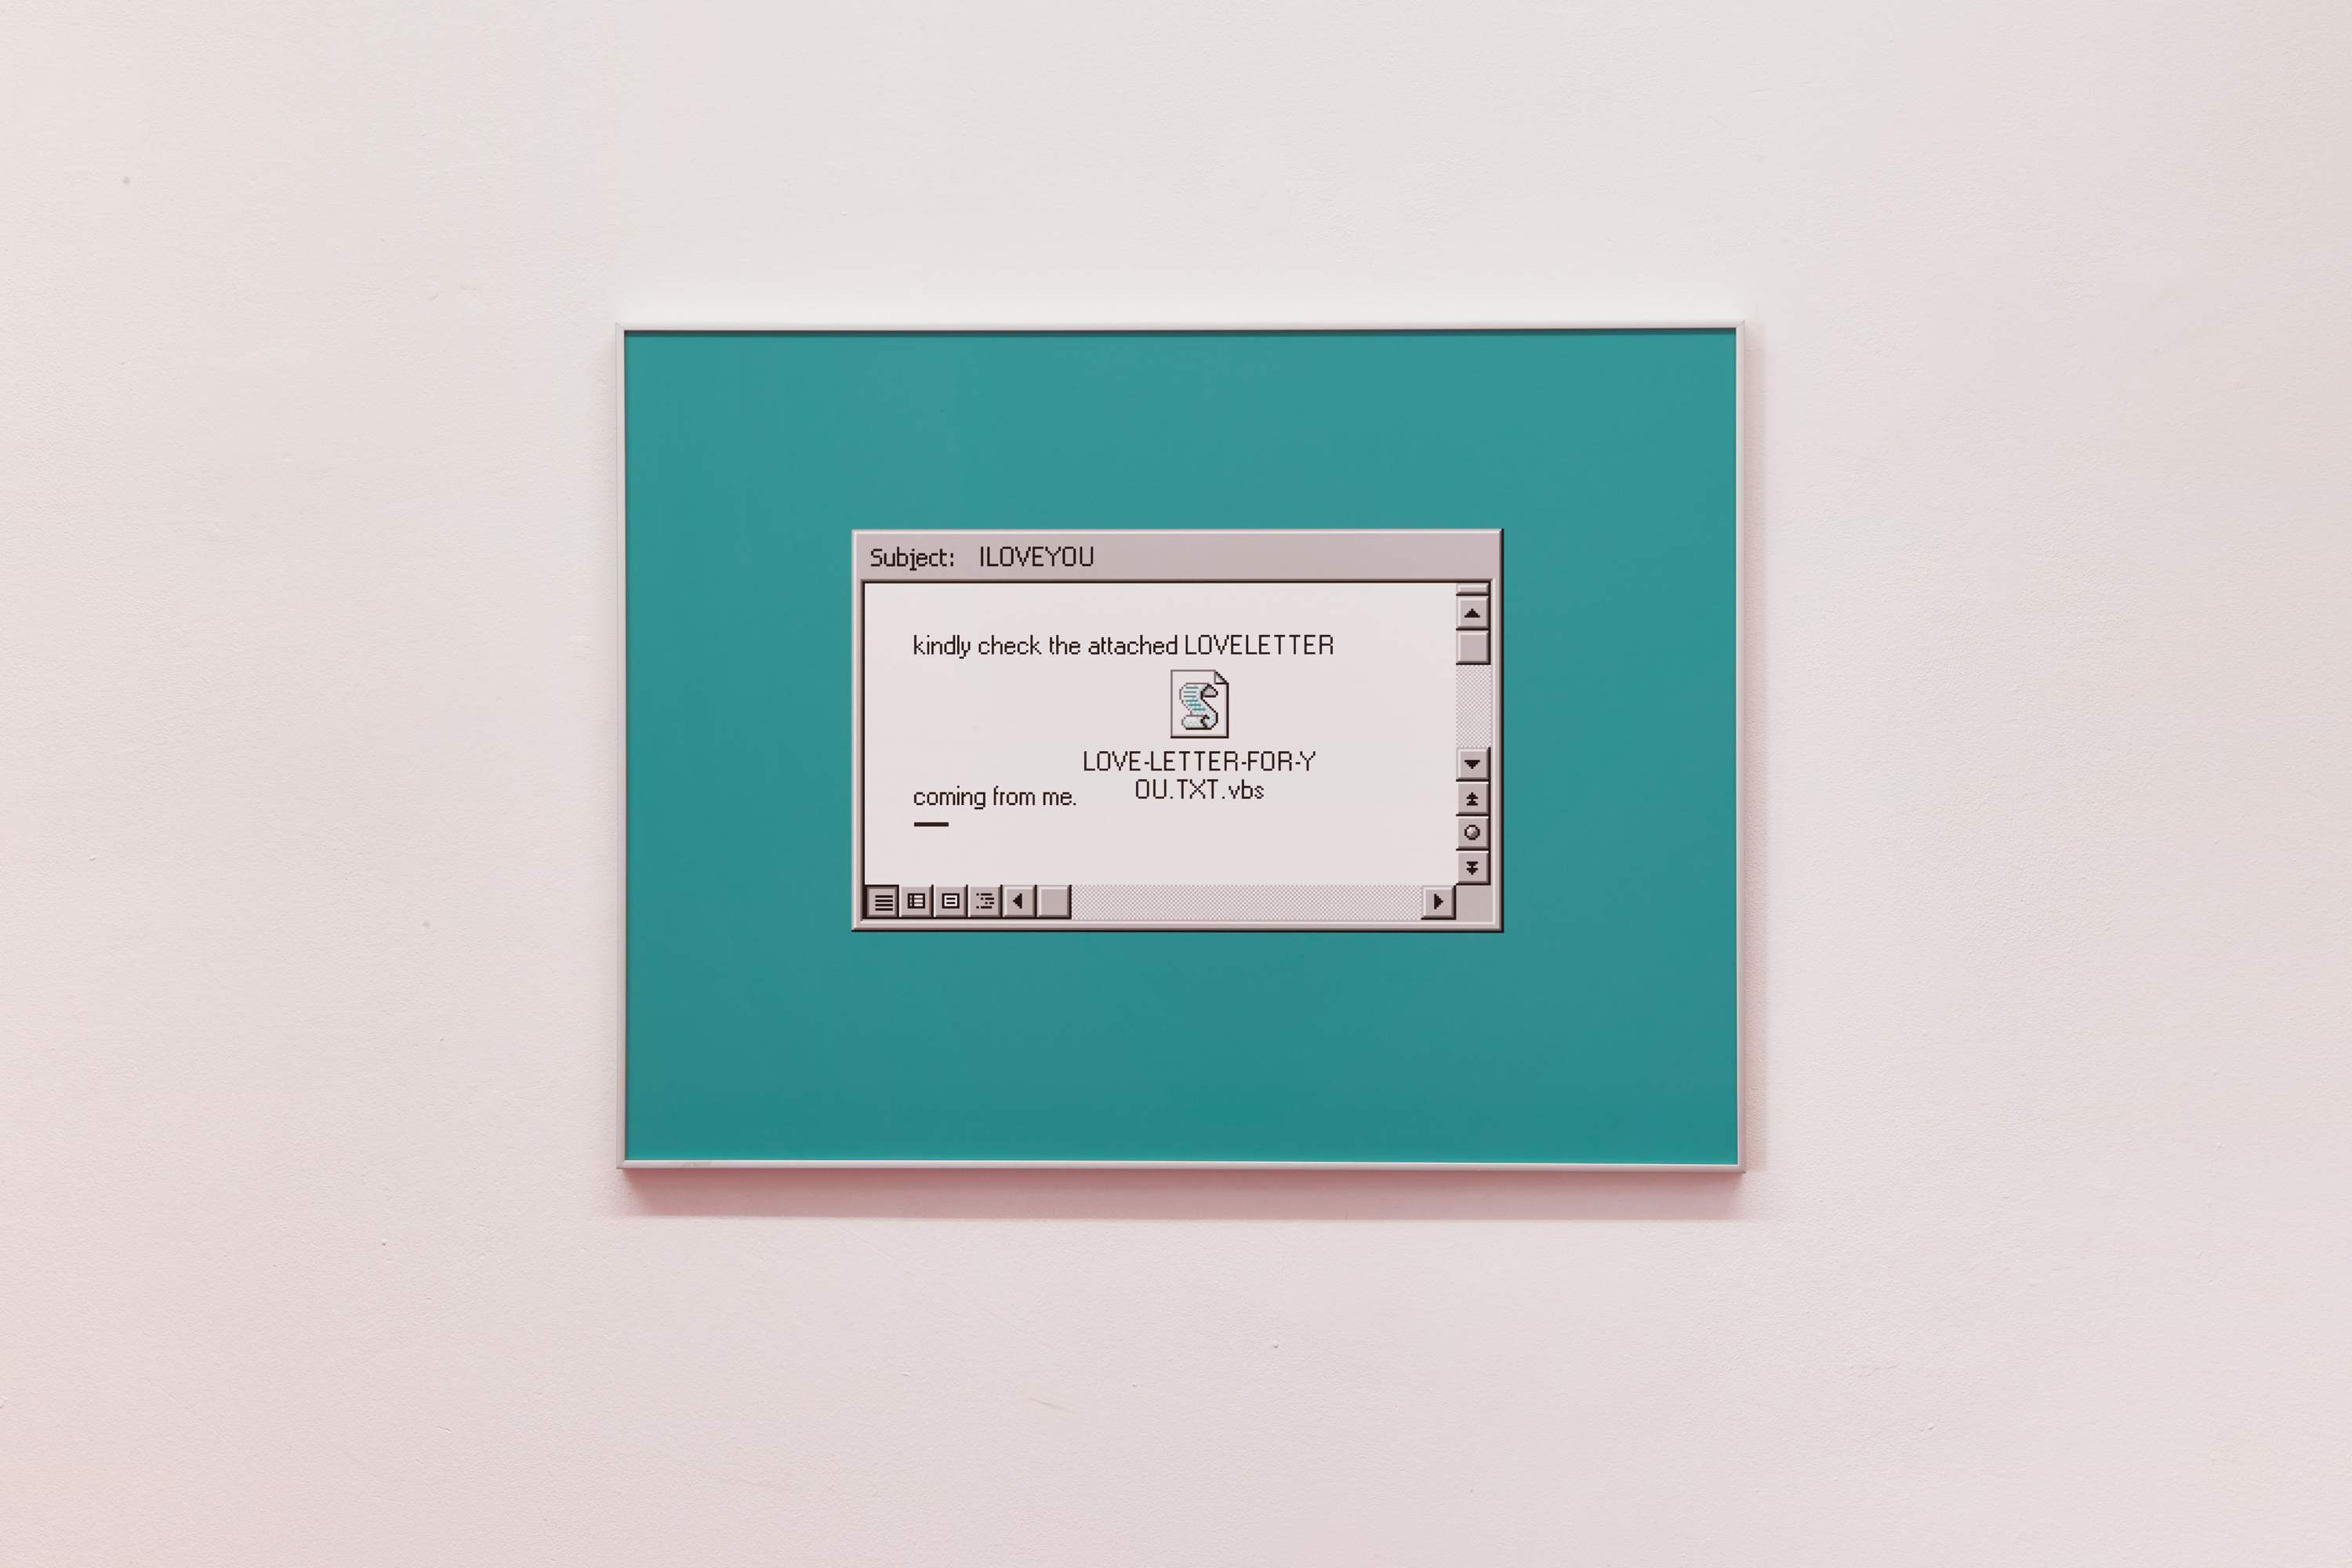 Subject: ILOVEYOU
kindly check the attached LOVELETTER
LOVE-LETTER-FOR-Y
OU.TXT.vbs
coming from me.